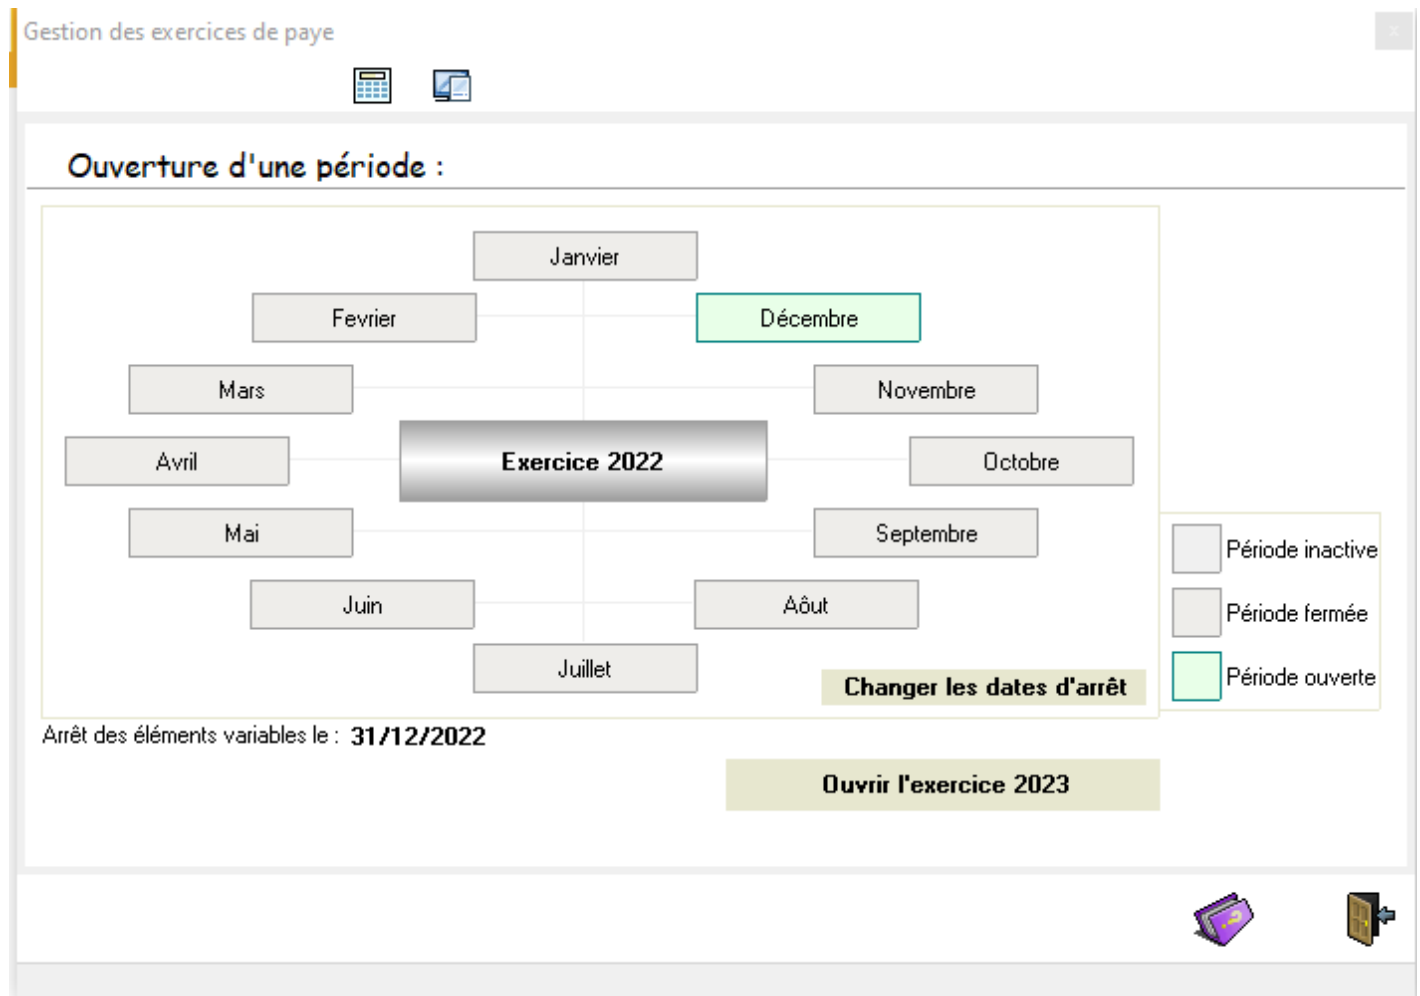 Gestion des exercices de paye
x
Ouverture d'une période :
Janvier
Fevrier
Décembre
Mars
Novembre
Avril
Exercice 2022
Octobre
Mai
Septembre
Juin
Aôut
Juillet
Changer les dates d'arrêt
Période inactive
Période fermée
Période ouverte
Arrêt des éléments variables le : 31/12/2022
Ouvrir l'exercice 2023
?